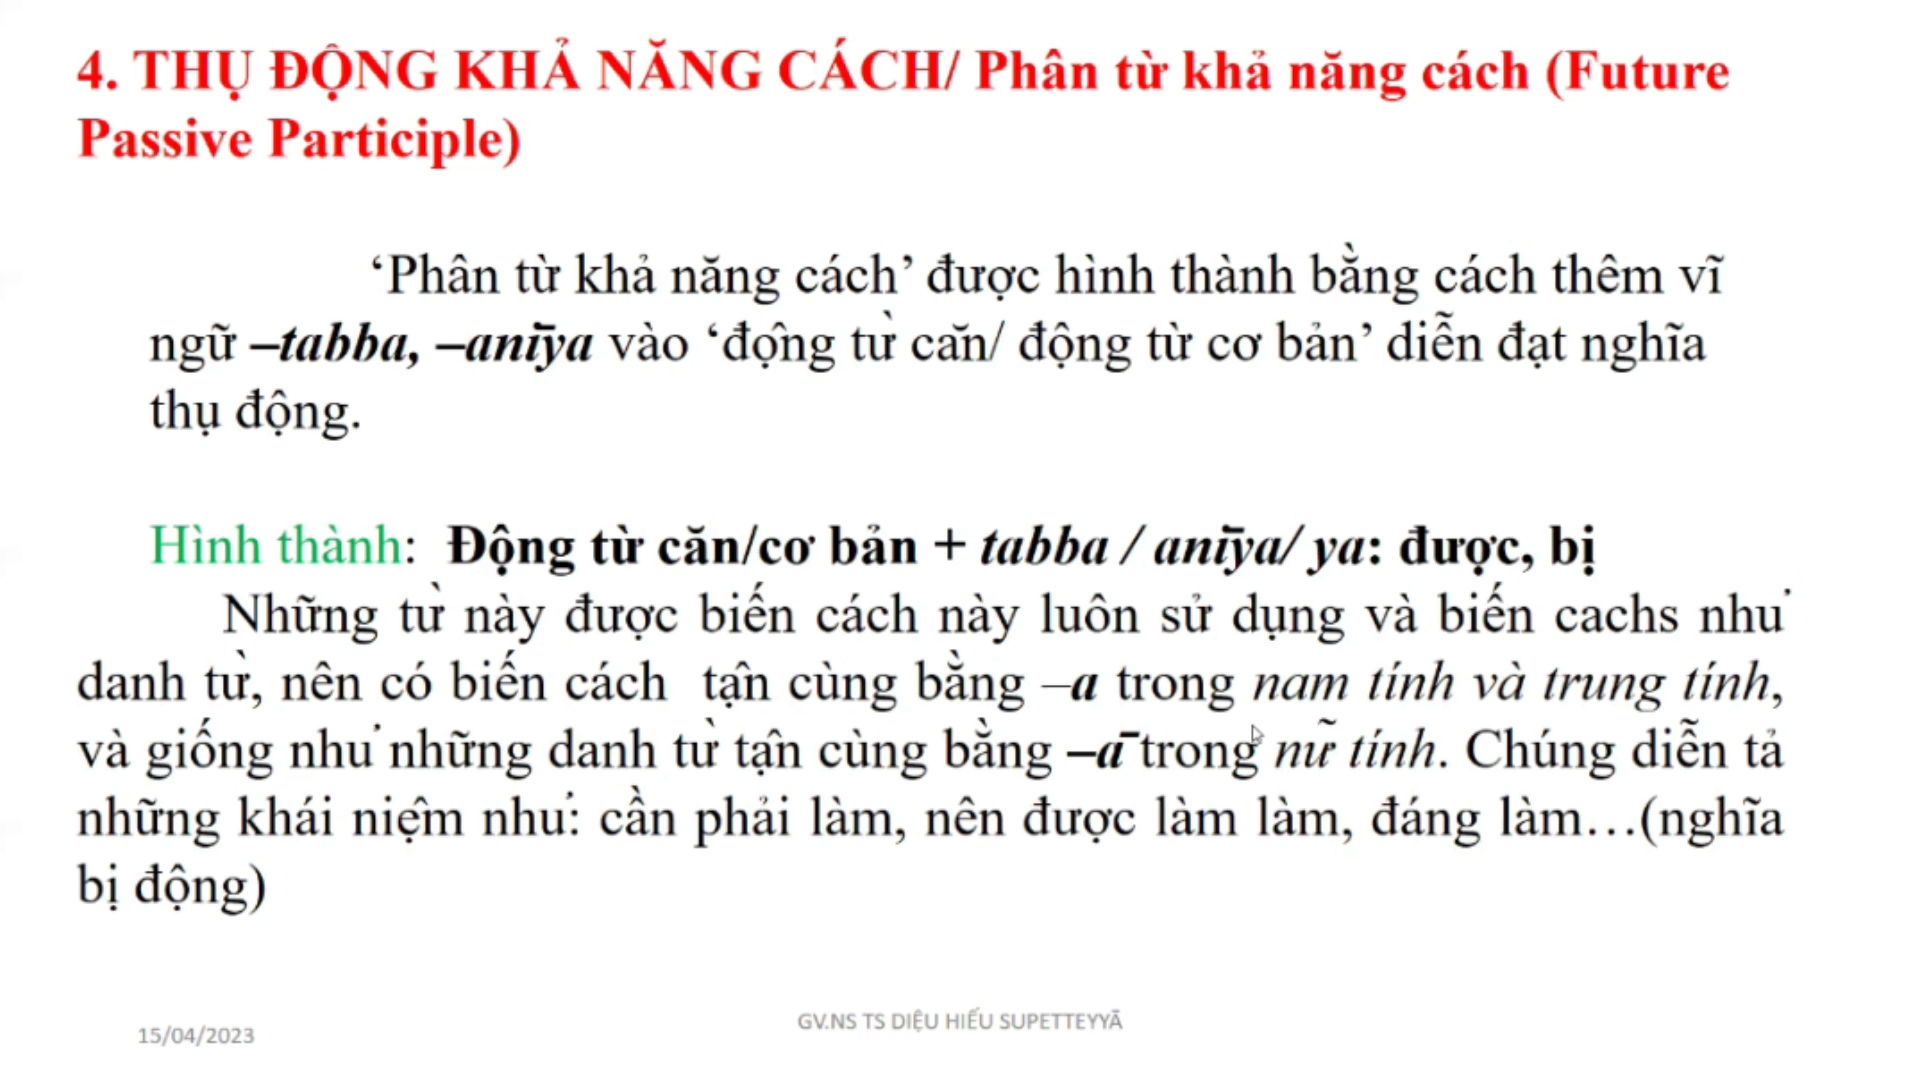 4. THỤ ĐỘNG KHẢ NĂNG CÁCH/ Phân từ khả năng cách (Future
Passive Participle)
‘Phân từ khả năng cách’ được hình thành bằng cách thêm vĩ
ngữ –tabba, –anīya vào ‘động từ căn/ động từ cơ bản’ diễn đạt nghĩa
thụ động.
Hình thành: Động từ căn/cơ bản + tabba / anīya/ ya: được, bị
Những từ này được biến cách này luôn sử dụng và biến cachs như
danh từ, nên có biến cách tận cùng bằng –a trong nam tính và trung tính,
và giống như những danh từ tận cùng bằng –ā trong nữ tính. Chúng diễn tả
những khái niệm như: cần phải làm, nên được làm làm, đáng làm…(nghĩa
bị động)
15/04/2023
GV.NS TS DIỆU HIẾU SUPETTEYYĀ